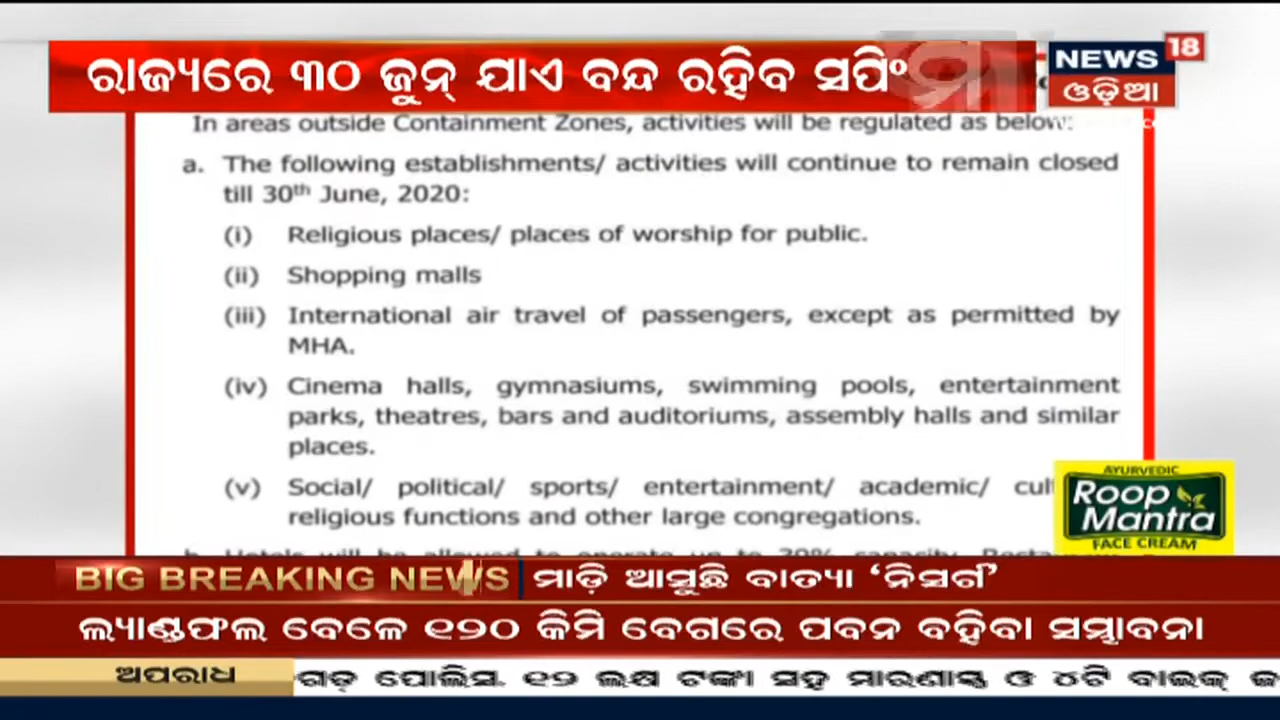 ରାଜ୍ୟରେ ୩୦ ଜୁନ୍ ଯାଏ ବନ୍ଦ ରହିବ ସପିଂ
NEWS 18
ଓଡ଼ିଆ
In areas outside Containment Zones, activities will be regulated as below:
a. The following establishments/ activities will continue to remain closed
till 30th June, 2020:
(i) Religious places/ places of worship for public.
(ii) Shopping malls
(iii) International air travel of passengers, except as permitted by
MHA.
(iv) Cinema halls, gymnasiums, swimming pools, entertainment
parks, theatres, bars and auditoriums, assembly halls and similar
places.
(v) Social/ political/ sports/ entertainment/ academic/
religious functions and other large congregations.
AYURVEDIC
Roop
Mantra
FACE CREAM
BIG BREAKING NEWS ମାଡ଼ି ଆସୁଛି ବାତ୍ୟା ‘ନିସର୍ଗ’
ଲ୍ୟାଣ୍ଡଫଲ ବେଳେ ୧୨୦ କିମି ବେଗରେ ପବନ ବହିବା ସମ୍ଭାବନା
ଅପରାଧ ପୋଲିସ. ୧୨ ଲକ୍ଷ ଟଙ୍କା ସହ ମାରଣାସ୍ତ୍ର ଓ ୪ଟି ବାଇକ୍